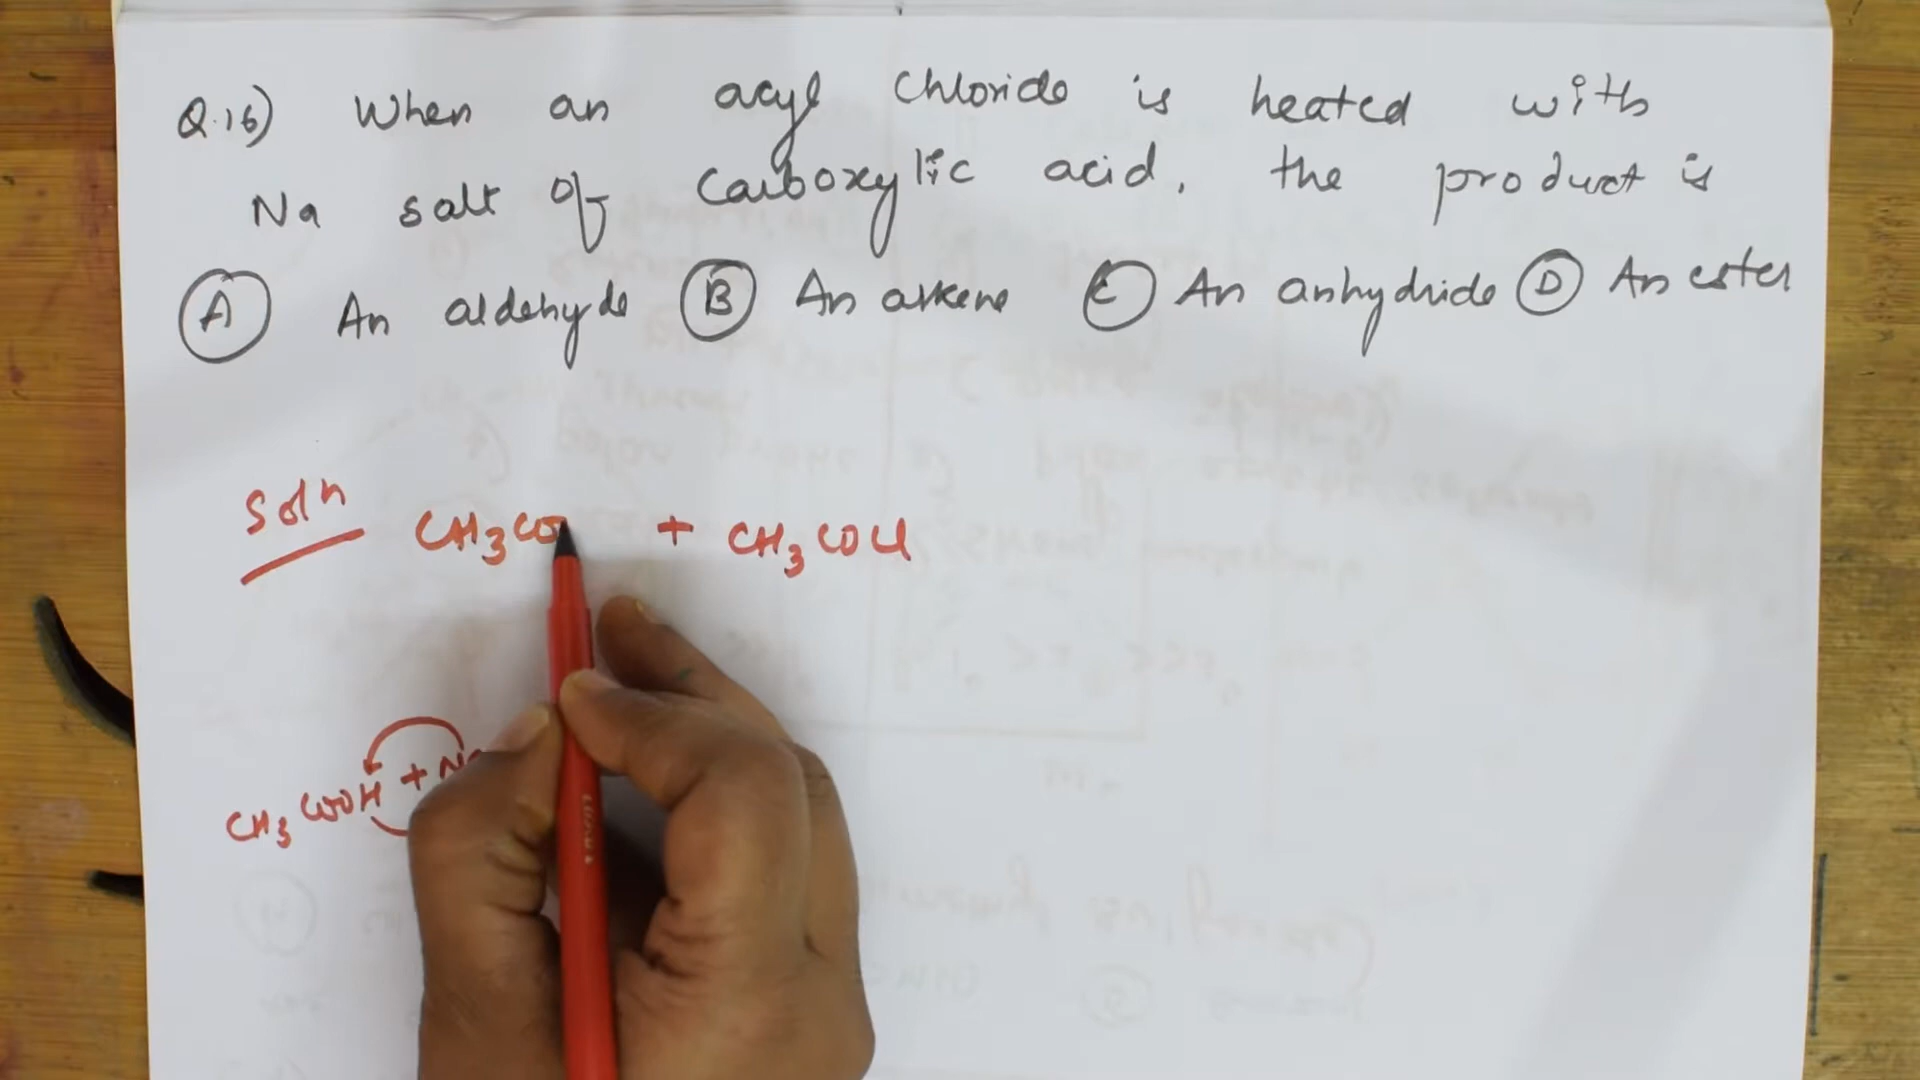 Q.16) When an acyl chloride is heated with
Na salt of carboxylic acid, the product is
(A) An aldehyde (B) An alkene (C) An anhydride (D) An ester
Soln CH3CO + CH3COCl
CH3COOH + Na